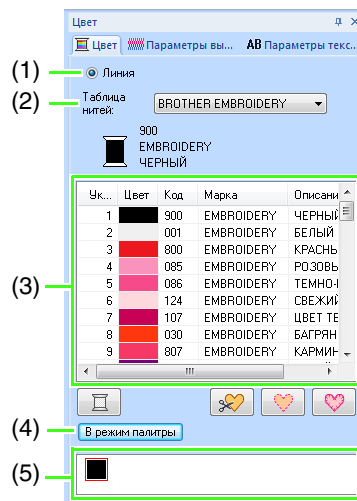 Цвет
Цвет Параметры вы... AB Параметры текс...
(1) Линия
(2) Таблица нитей: BROTHER EMBROIDERY
900
EMBROIDERY
ЧЕРНЫЙ
(3)
Ук... Цвет Код Марка Описани
1 900 EMBROIDERY ЧЕРНЫЙ
2 001 EMBROIDERY БЕЛЫЙ
3 800 EMBROIDERY КРАСНЬ
4 085 EMBROIDERY РОЗОВЬ
5 086 EMBROIDERY ТЕМНО-
6 124 EMBROIDERY СВЕЖИЙ
7 107 EMBROIDERY ЦВЕТ ТЕ
8 030 EMBROIDERY БАГРЯН
9 807 EMBROIDERY КАРМИН
(4) В режим палитры
(5)